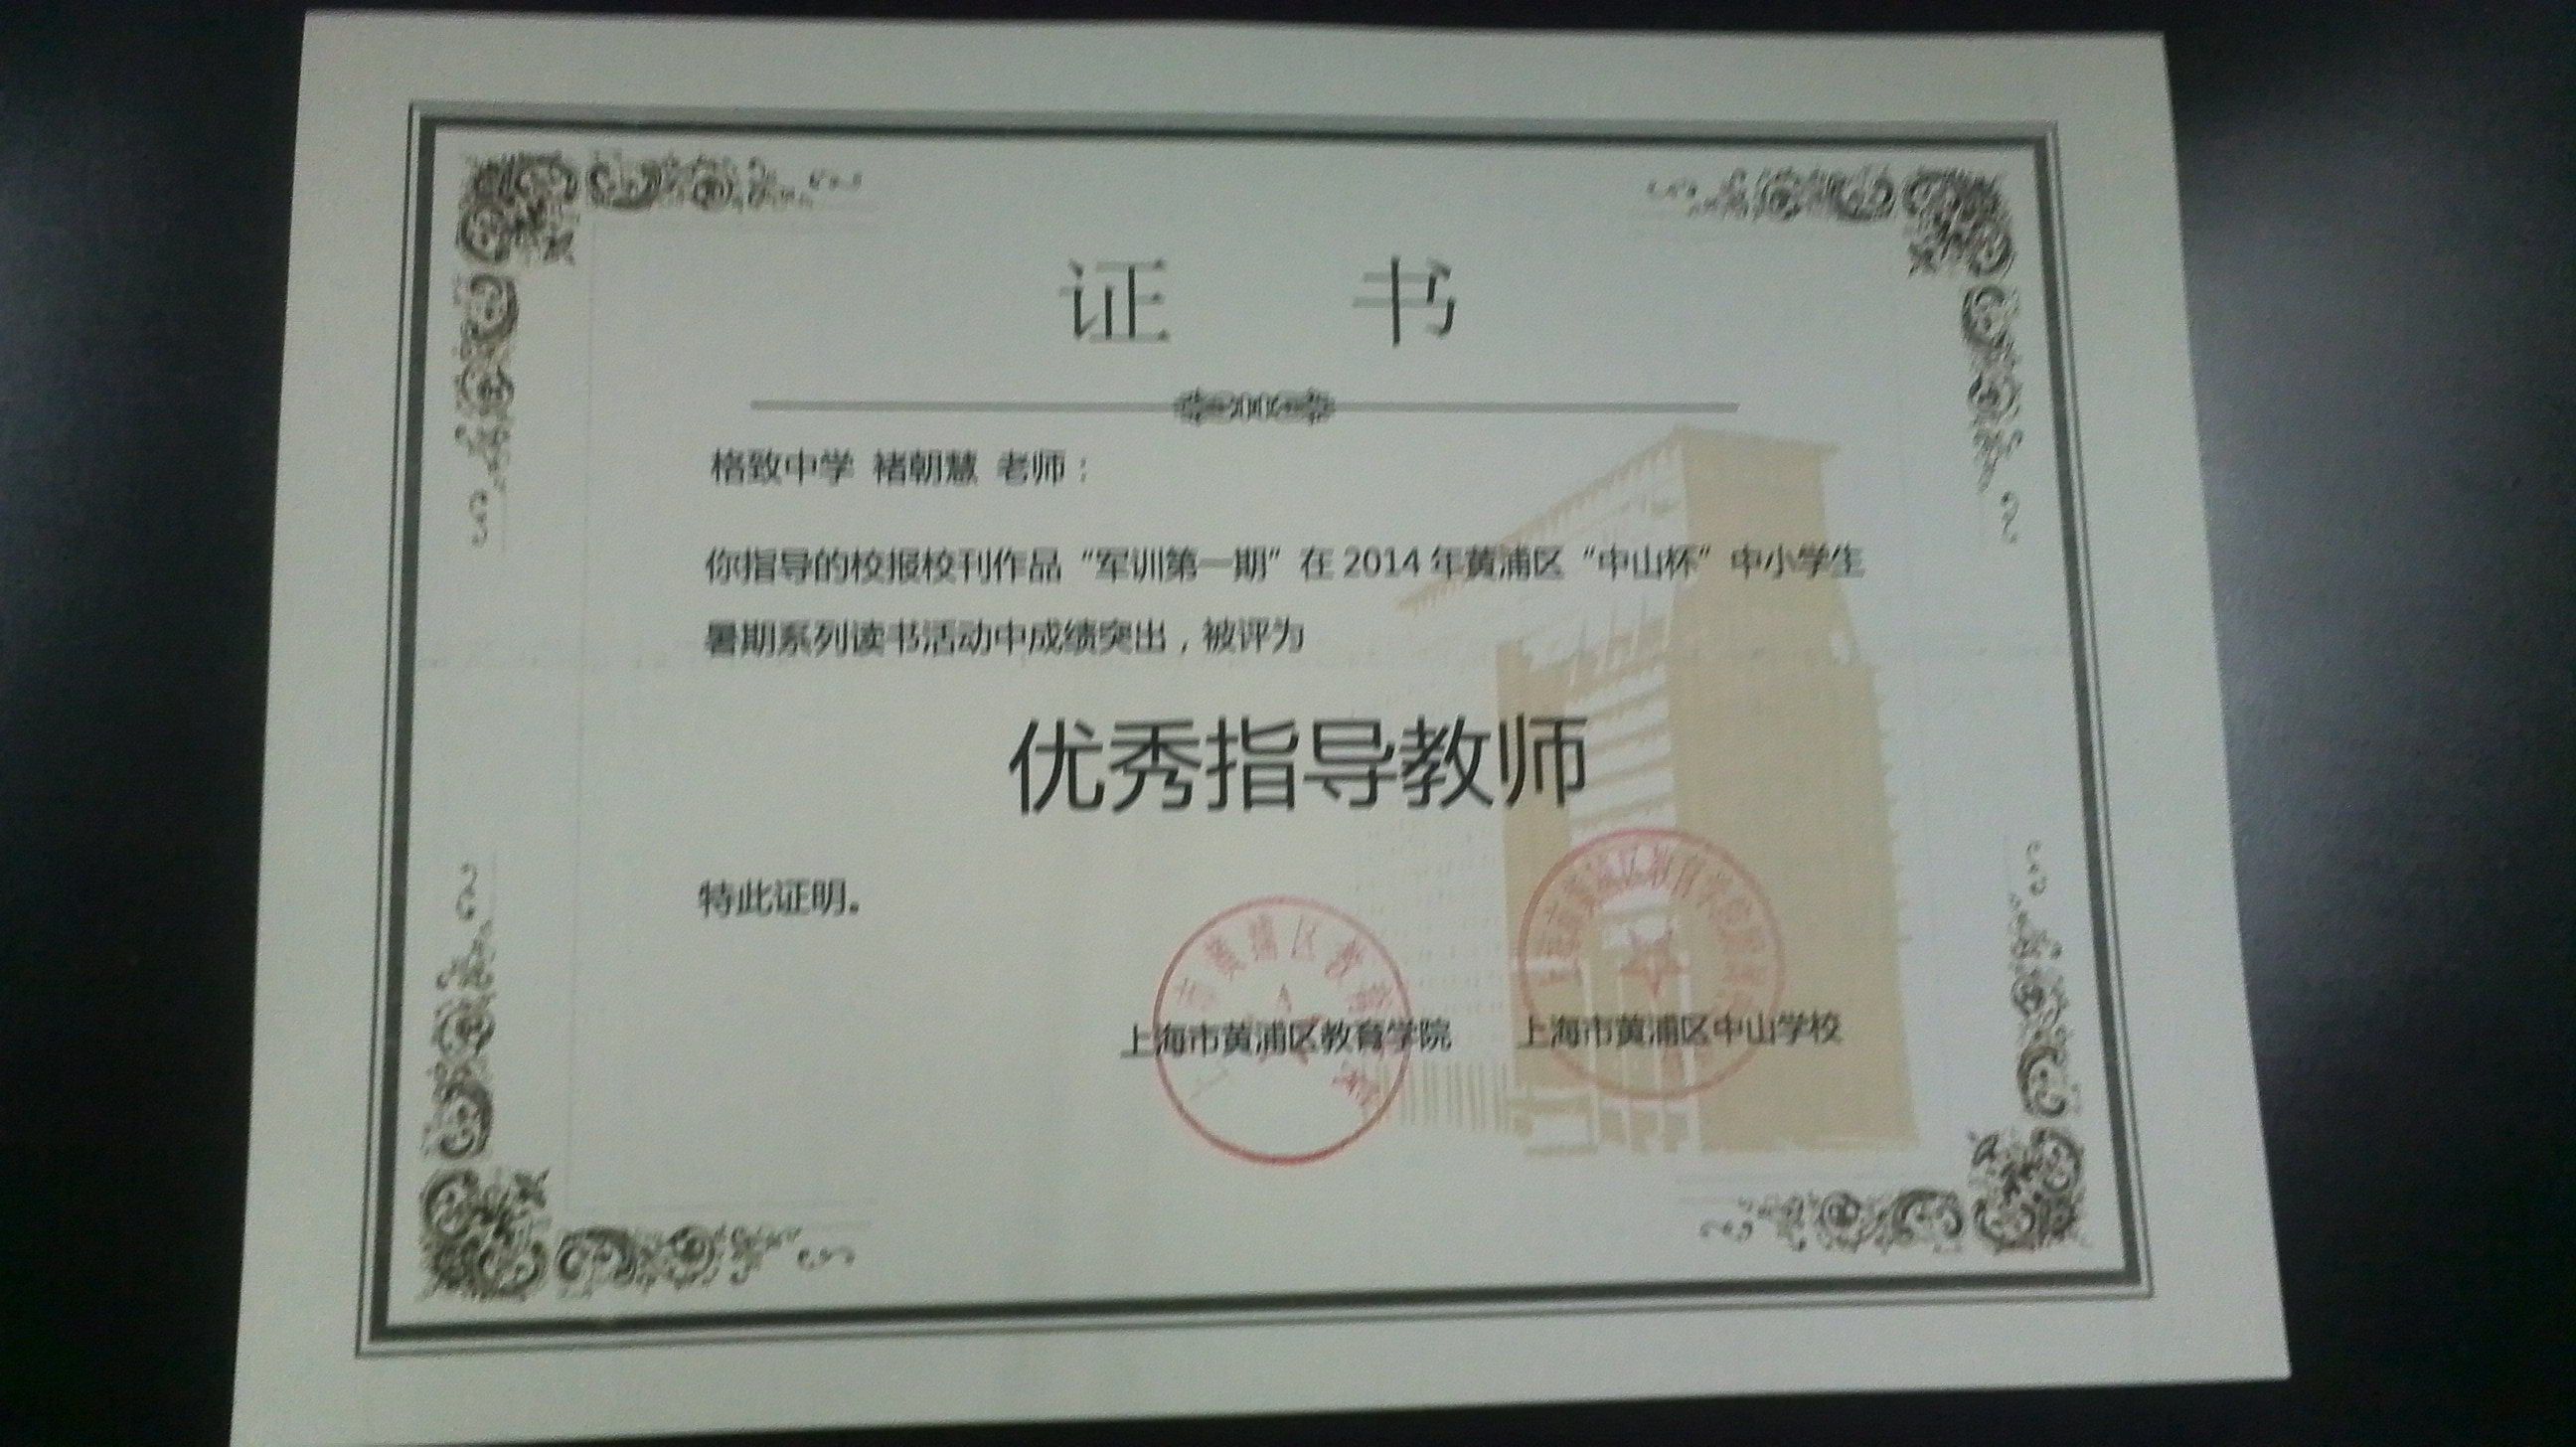 证 书
格致中学 褚朝慧 老师：
你指导的校报校刊作品“军训第一期”在 2014 年黄浦区“中山杯”中小学生
暑期系列读书活动中成绩突出，被评为
优秀指导教师
特此证明。
上海市黄浦区教育学院 上海市黄浦区中山学校